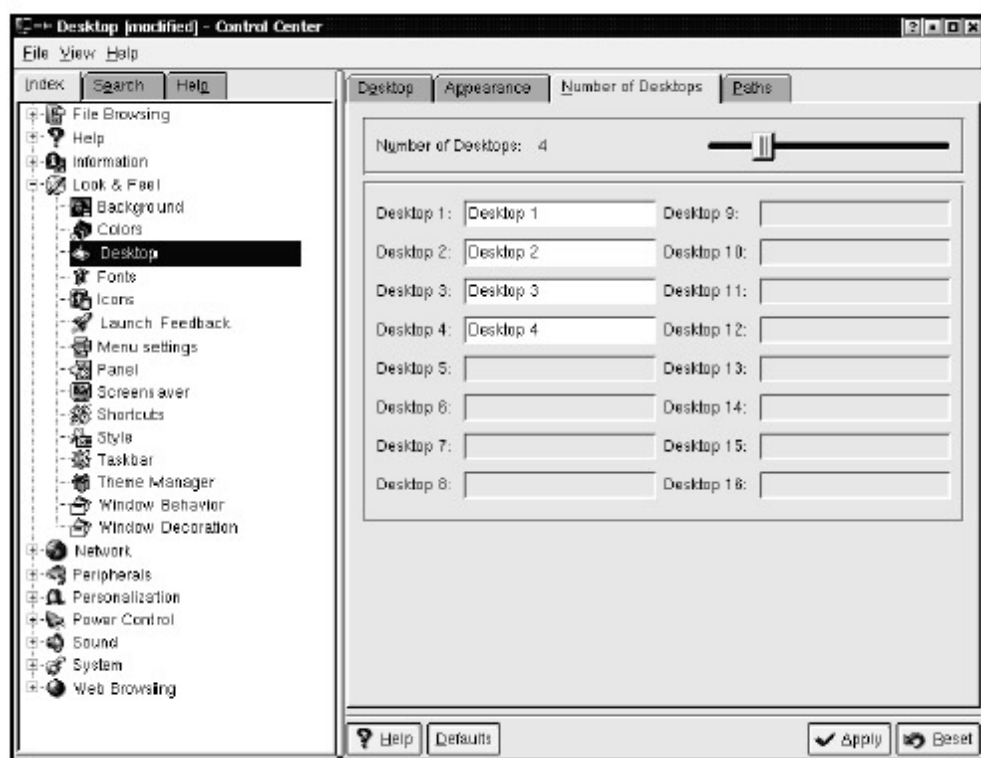 Desktop [modified] - Control Center
File View Help
Index Search Help
File Browsing
Help
Information
Look & Feel
Background
Colors
Desktop
Fonts
Icons
Launch Feedback
Menu settings
Panel
Screensaver
Shortcuts
Style
Taskbar
Theme Manager
Window Behavior
Window Decoration
Network
Peripherals
Personalization
Power Control
Sound
System
Web Browsing
Desktop Appearance Number of Desktops Paths
Number of Desktops: 4
Desktop 1: Desktop 1
Desktop 2: Desktop 2
Desktop 3: Desktop 3
Desktop 4: Desktop 4
Desktop 5:
Desktop 6:
Desktop 7:
Desktop 8:
Desktop 9:
Desktop 10:
Desktop 11:
Desktop 12:
Desktop 13:
Desktop 14:
Desktop 15:
Desktop 16:
Help Defaults Apply Reset